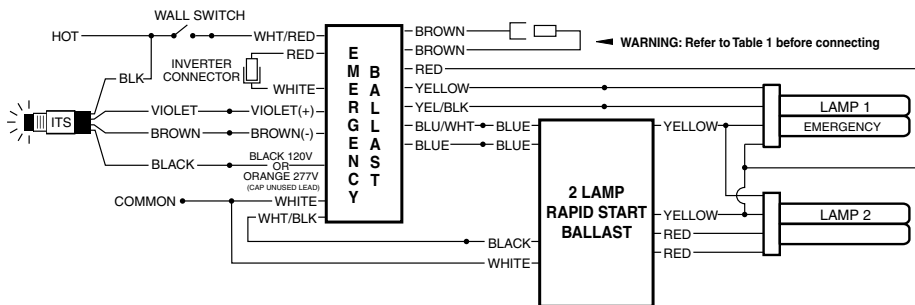 WALL SWITCH
HOT
WHT/RED
RED
INVERTER
CONNECTOR
WHITE
BLK
ITS
VIOLET
VIOLET(+)
BROWN
BROWN(-)
BLACK
BLACK 120V
OR
ORANGE 277V
(CAP UNUSED LEAD)
COMMON
WHITE
WHT/BLK
EMERGENCY
BALLAST
BROWN
BROWN
WARNING: Refer to Table 1 before connecting
RED
YELLOW
YEL/BLK
BLU/WHT
BLUE
BLUE
BLUE
BLACK
WHITE
2 LAMP
RAPID START
BALLAST
YELLOW
YELLOW
RED
RED
LAMP 1
EMERGENCY
LAMP 2